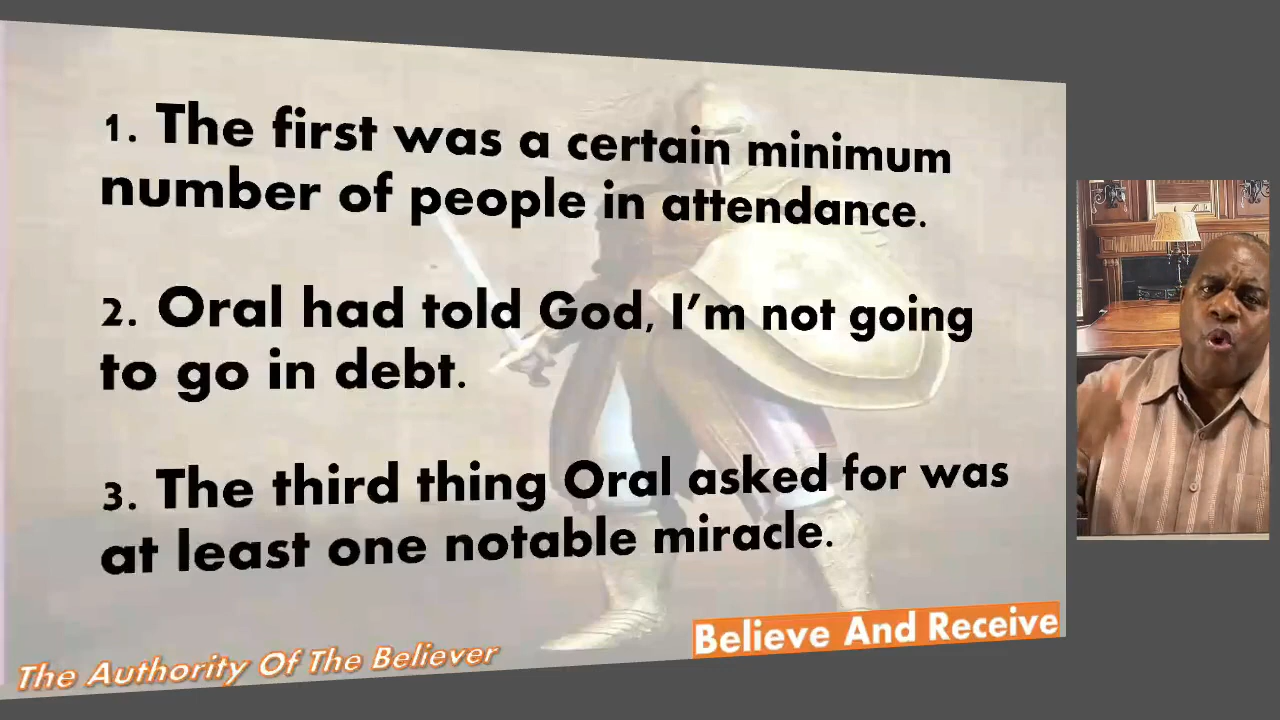 1. The first was a certain minimum
number of people in attendance.
2. Oral had told God, I’m not going
to go in debt.
3. The third thing Oral asked for was
at least one notable miracle.
Believe And Receive
The Authority Of The Believer